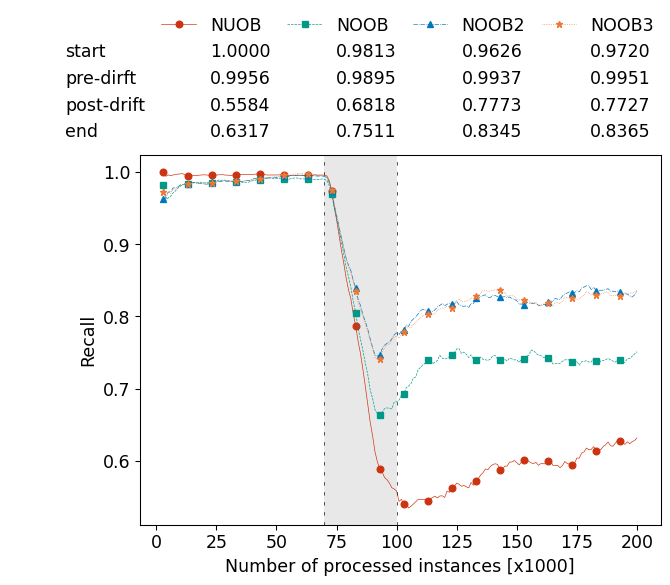 NUOB NOOB NOOB2 NOOB3
start 1.0000 0.9813 0.9626 0.9720
pre-dirft 0.9956 0.9895 0.9937 0.9951
post-drift 0.5584 0.6818 0.7773 0.7727
end 0.6317 0.7511 0.8345 0.8365
1.0
0.9
0.8
0.7
0.6
Recall
0 25 50 75 100 125 150 175 200
Number of processed instances [x1000]